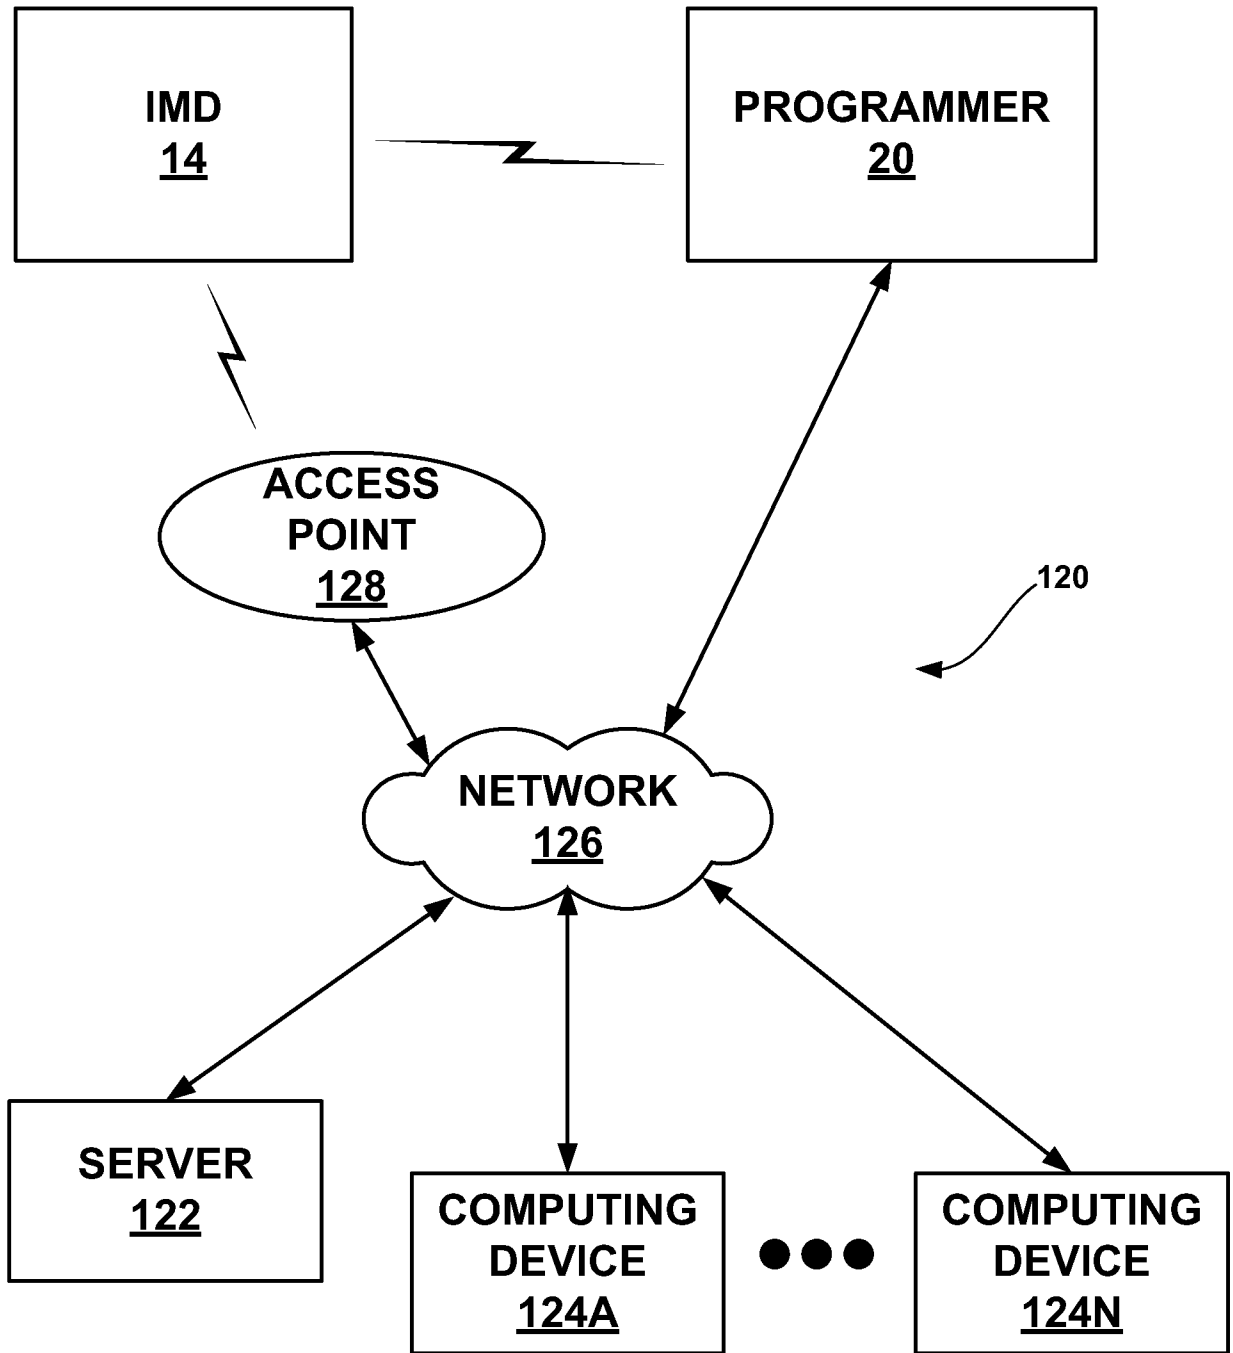 IMD
14
PROGRAMMER
20
ACCESS
POINT
128
120
NETWORK
126
SERVER
122
COMPUTING
DEVICE
124A
COMPUTING
DEVICE
124N